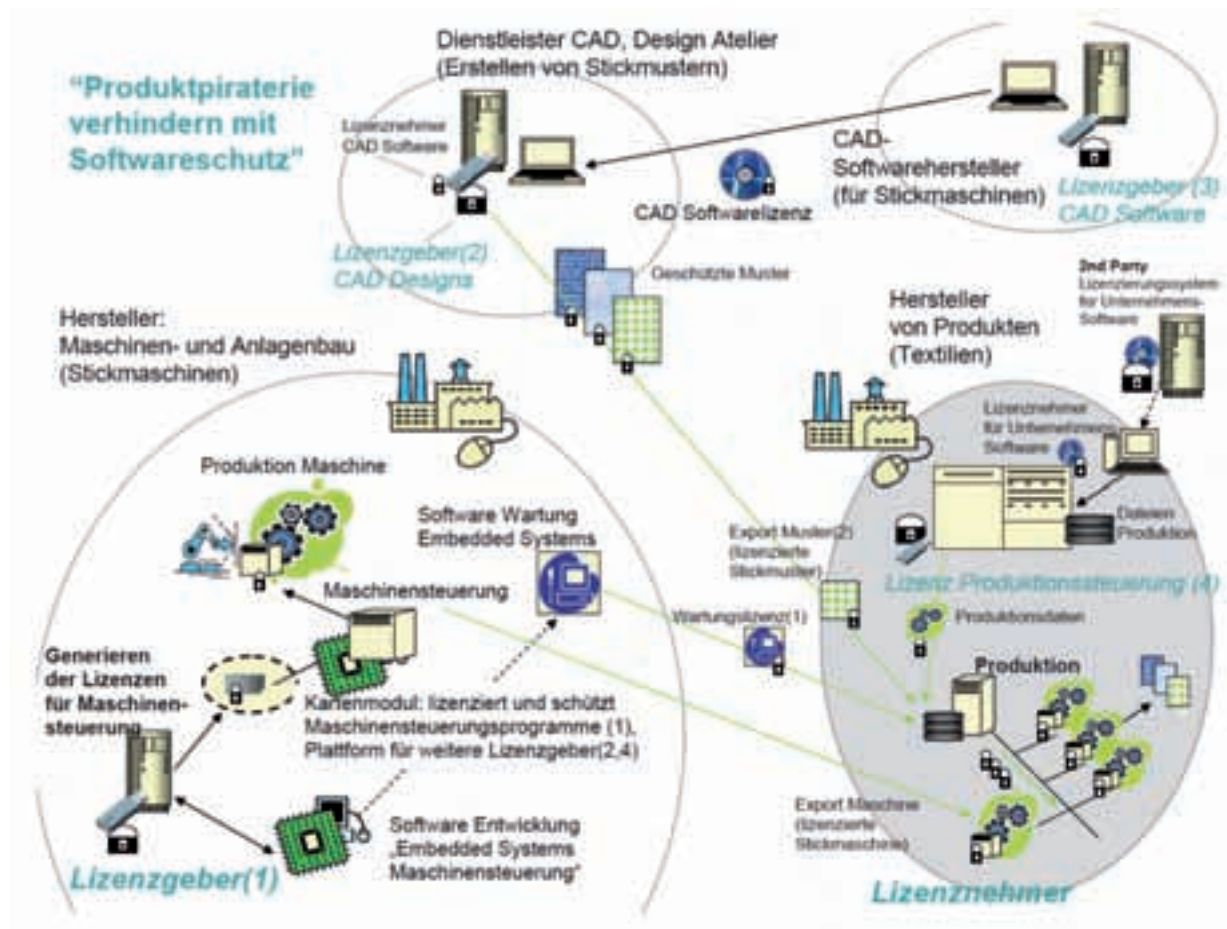 "Produktpiraterie
verhindern mit
Softwareschutz"
Dienstleister CAD, Design Atelier
(Erstellen von Stickmustern)
Lizenznehmer
CAD Software
Lizenzgeber(2)
CAD Designs
CAD Softwarelizenz
CAD-
Softwarehersteller
(für Stickmaschinen)
Lizenzgeber (3)
CAD Software
Geschützte Muster
2nd Party
Lizenzierungssystem
for Unternehmens-
Software
Hersteller:
Maschinen- und Anlagenbau
(Stickmaschinen)
Hersteller
von Produkten
(Textilien)
Lizenznehmer
für Unternehmens
Software
Produktion Maschine
Software Wartung
Embedded Systems
Maschinensteuerung
Export Muster(2)
(lizenzierte
Stickmuster)
Dateien
Produktion
Lizenz Produktionssteuerung (4)
Wartungslizenz(1)
Produktionsdaten
Generieren
der Lizenzen
für Maschinen-
steuerung
Produktion
Kartenmodul: lizenziert und schützt
Maschinensteuerungsprogramme (1),
Plattform für weitere Lizenzgeber(2,4)
Export Maschine
(lizenzierte
Stickmaschine)
Software Entwicklung
„Embedded Systems
Maschinensteuerung"
Lizenzgeber(1)
Lizenznehmer